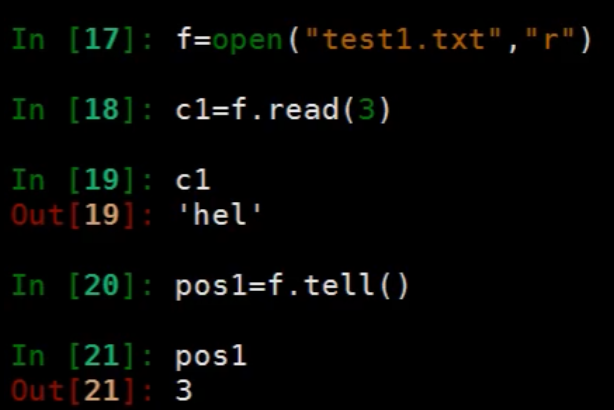 In [17]: f=open("test1.txt","r")
In [18]: c1=f.read(3)
In [19]: c1
Out[19]: 'hel'
In [20]: pos1=f.tell()
In [21]: pos1
Out[21]: 3